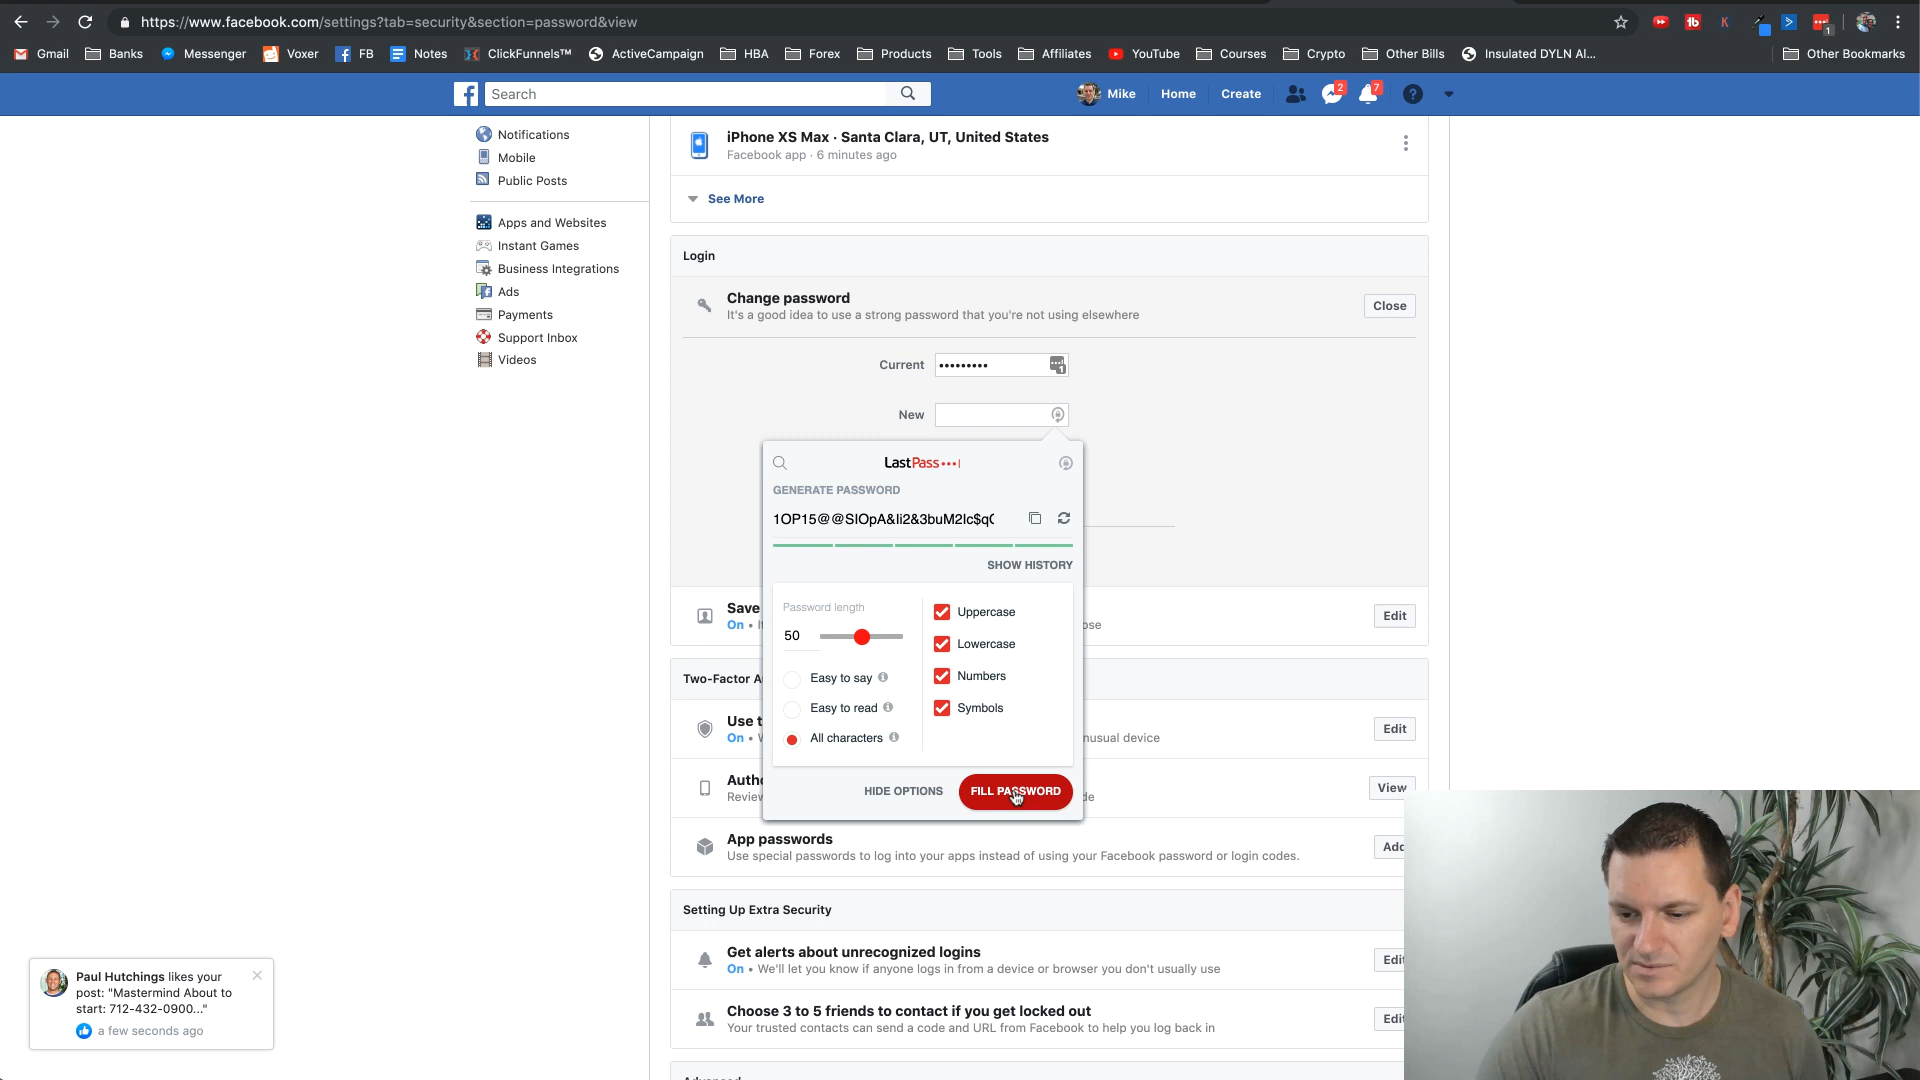 https://www.facebook.com/settings?tab=security&section=password&view
Gmail Banks Messenger Voxer FB Notes ClickFunnels™ ActiveCampaign HBA Forex Products Tools Affiliates YouTube Courses Crypto Other Bills Insulated DYLN Al... Other Bookmarks
Search Mike Home Create 2 7
Notifications
Mobile
Public Posts
Apps and Websites
Instant Games
Business Integrations
Ads
Payments
Support Inbox
Videos
iPhone XS Max · Santa Clara, UT, United States
Facebook app · 6 minutes ago
See More
Login
Change password
It's a good idea to use a strong password that you're not using elsewhere
Close
Current •••••••••
New
LastPass
GENERATE PASSWORD
1OP15@@SIOpA&Ii2&3buM2Ic$q
SHOW HISTORY
Password length
50
Easy to say
Easy to read
All characters
Uppercase
Lowercase
Numbers
Symbols
HIDE OPTIONS FILL PASSWORD
Save
On • ose
Edit
Two-Factor A
Use t
On • nusual device
Edit
Autho
Review de
View
App passwords
Use special passwords to log into your apps instead of using your Facebook password or login codes.
Add
Setting Up Extra Security
Get alerts about unrecognized logins
On • We'll let you know if anyone logs in from a device or browser you don't usually use
Edit
Choose 3 to 5 friends to contact if you get locked out
Your trusted contacts can send a code and URL from Facebook to help you log back in
Edit
Paul Hutchings likes your
post: "Mastermind About to
start: 712-432-0900..."
a few seconds ago